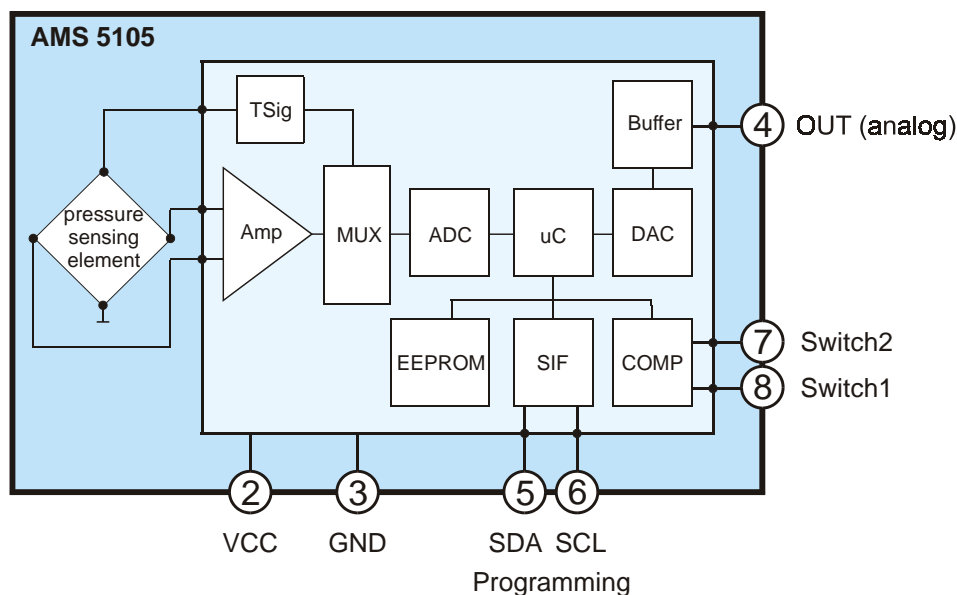 AMS 5105
TSig
Buffer
4 OUT (analog)
pressure
sensing
element
Amp
MUX
ADC
uC
DAC
EEPROM
SIF
COMP
7 Switch2
8 Switch1
2 3 5 6
VCC GND SDA SCL
Programming